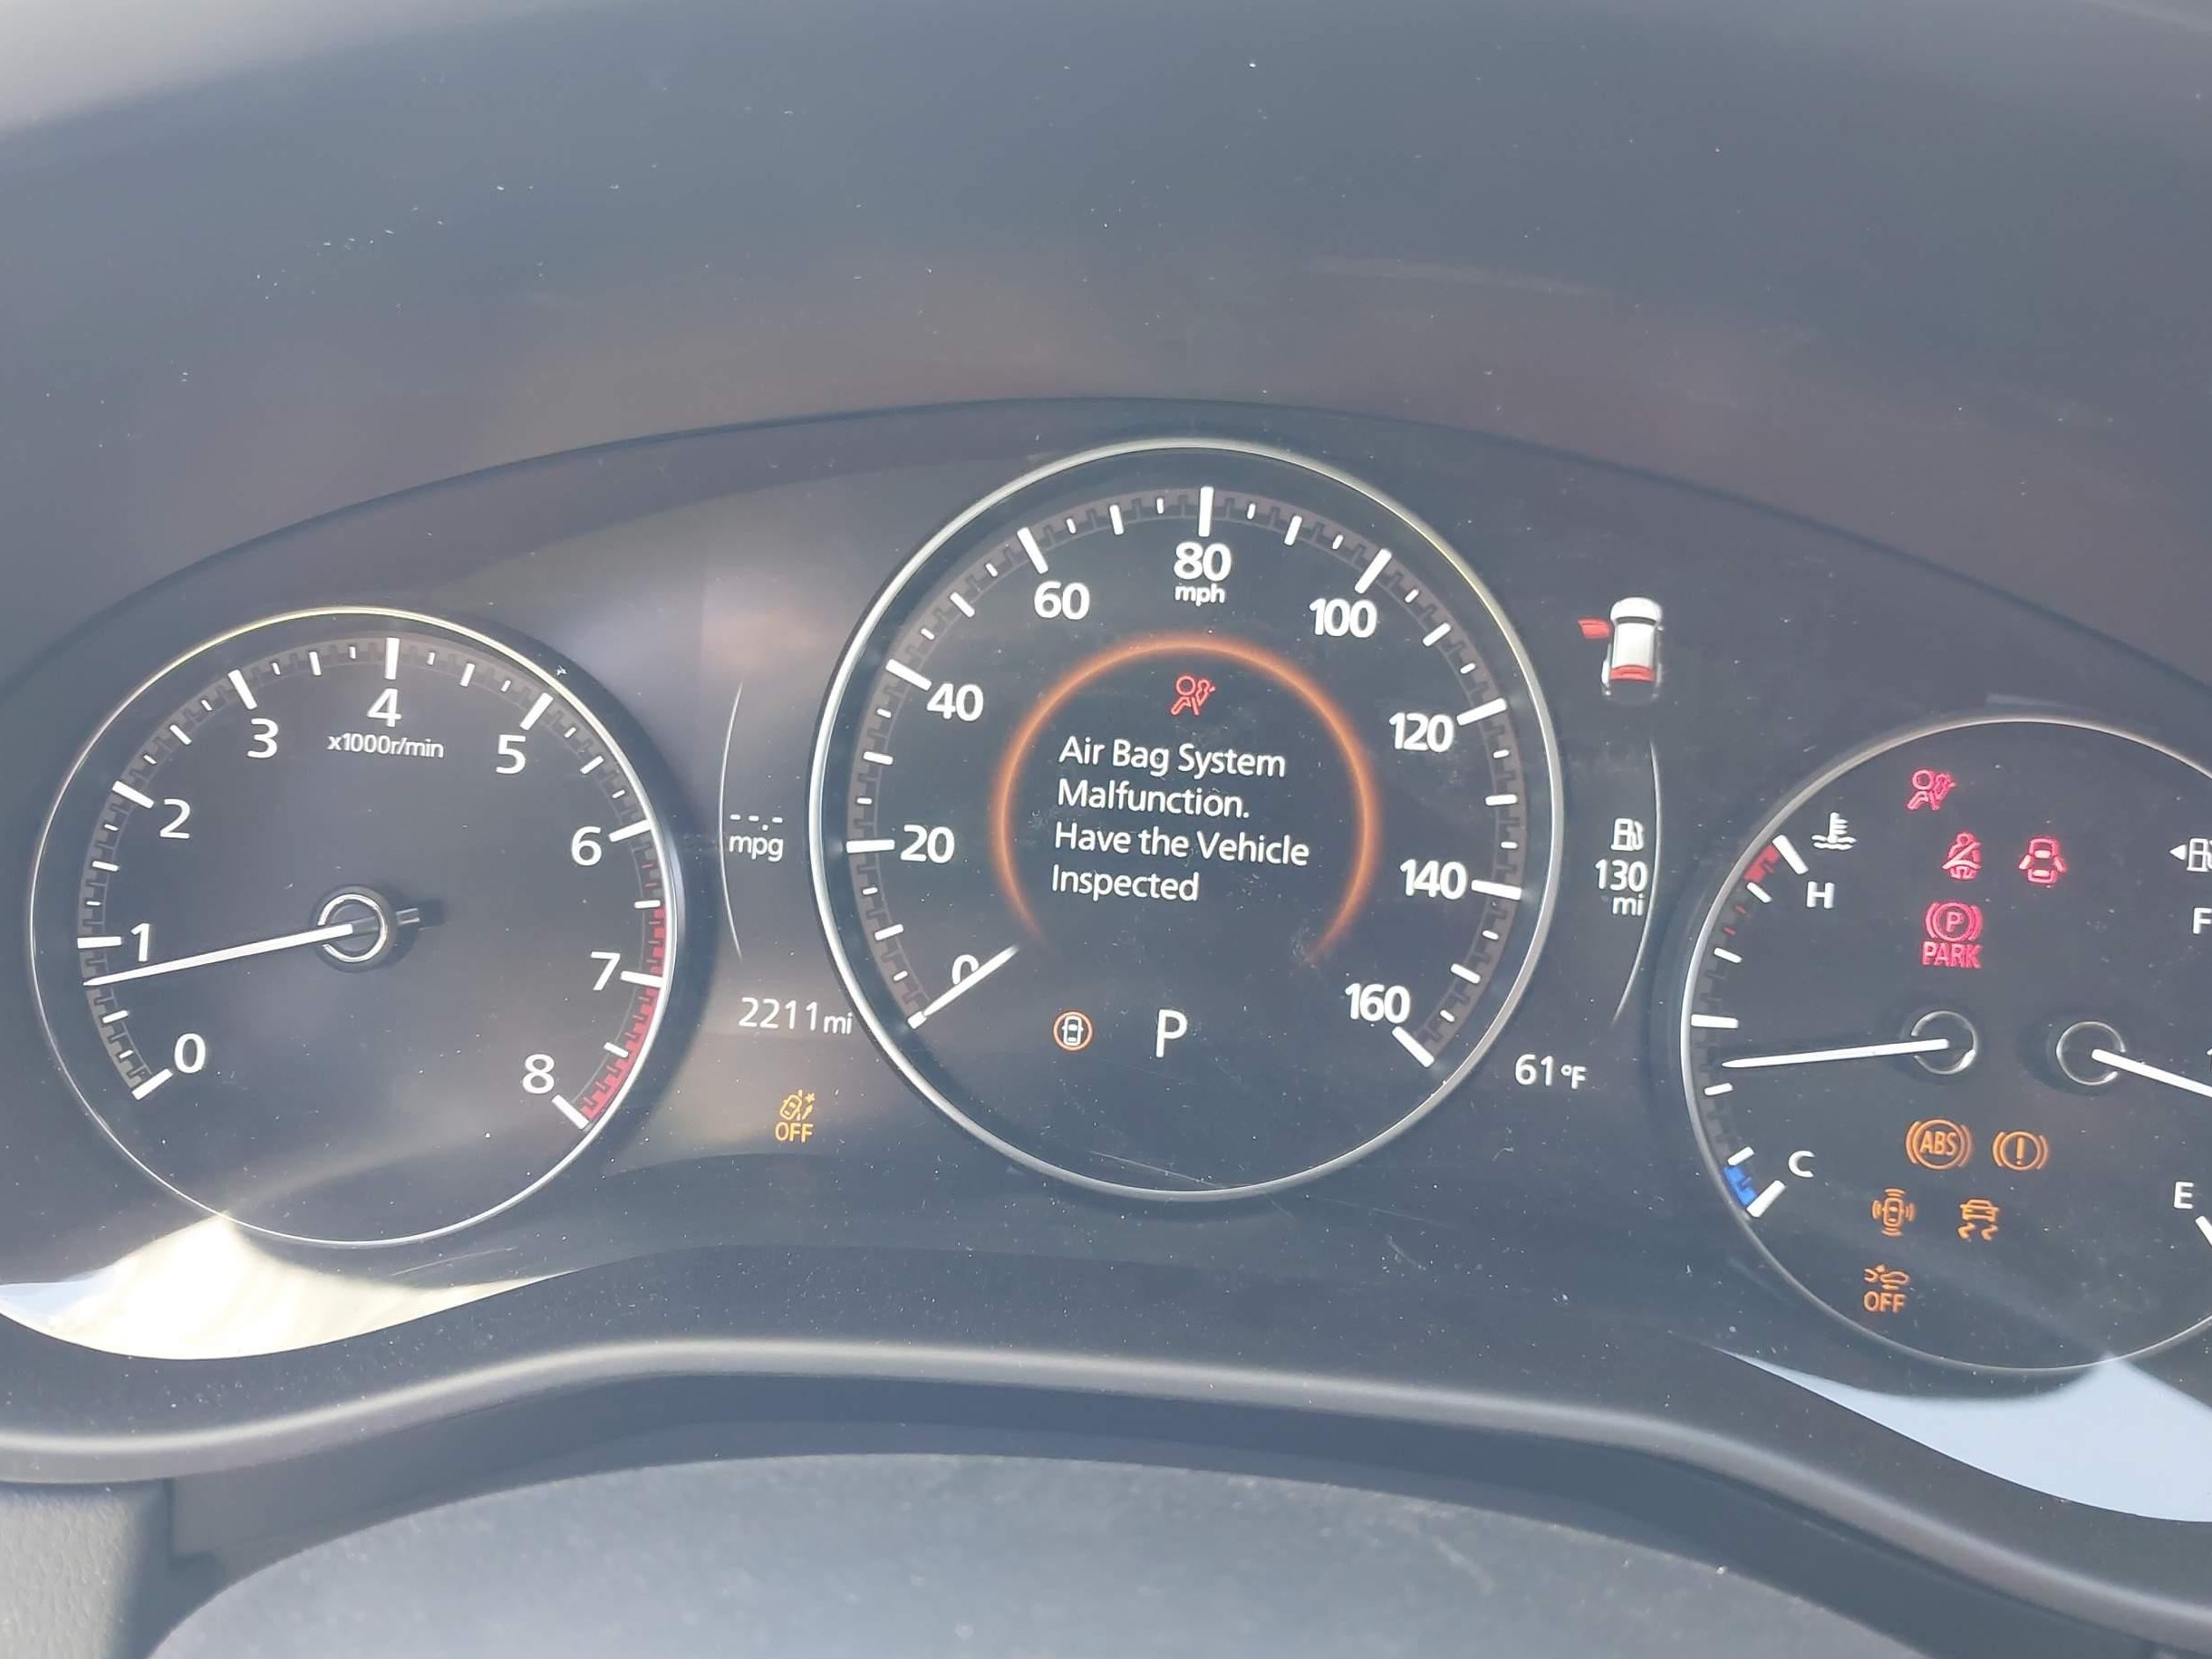 0
1
2
3
4
x1000r/min
5
6
7
8
mpg
2211 mi
OFF
0
20
40
60
80
mph
100
120
140
160
Air Bag System
Malfunction.
Have the Vehicle
Inspected
P
130
mi
61°F
H
C
P
PARK
ABS
!
OFF
F
E